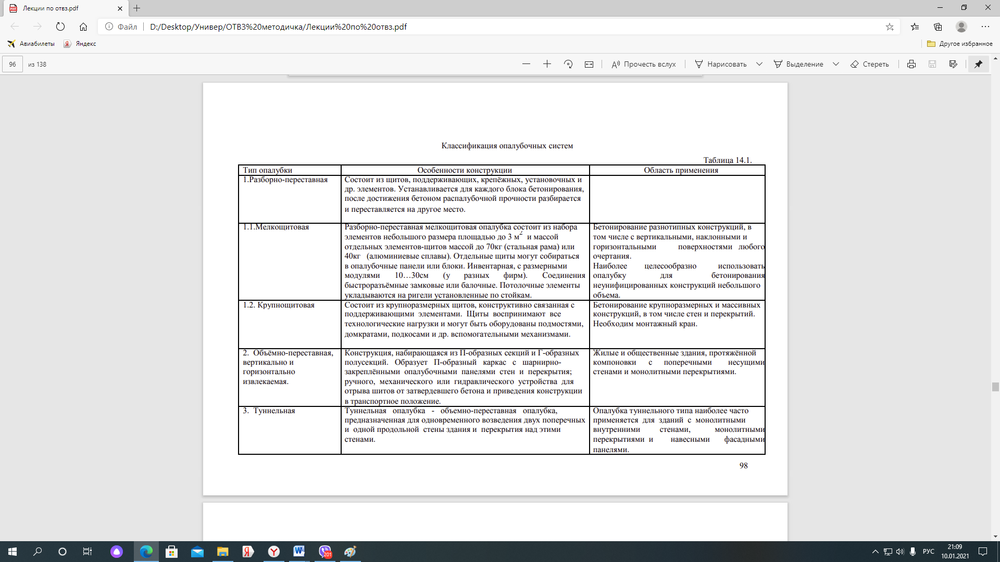 Лекции по отвз.pdf
Файл
D:/Desktop/Универ/ОТВЗ%20методичка/Лекции%20по%20отвз.pdf
Авиабилеты
Яндекс
Другое избранное
96 из 138
Прочесть вслух
Нарисовать
Выделение
Стереть
Классификация опалубочных систем
Таблица 14.1.
Тип опалубки
Особенности конструкции
Область применения
1.Разборно-переставная
Состоит из щитов, поддерживающих, крепёжных, установочных и
др. элементов. Устанавливается для каждого блока бетонирования,
после достижения бетоном распалубочной прочности разбирается
и переставляется на другое место.
1.1.Мелкощитовая
Разборно-переставная мелкощитовая опалубка состоит из набора
элементов небольшого размера площадью до 3 м2 и массой
отдельных элементов-щитов массой до 70кг (стальная рама) или
40кг (алюминиевые сплавы). Отдельные щиты могут собираться
в опалубочные панели или блоки. Инвентарная, с размерными
модулями 10…30см (у разных фирм). Соединения
быстроразъёмные замковые или балочные. Потолочные элементы
укладываются на ригели установленные по стойкам.
Бетонирование разнотипных конструкций, в
том числе с вертикальными, наклонными и
горизонтальными поверхностями любого
очертания.
Наиболее целесообразно использовать
опалубку для бетонирования
неунифицированных конструкций небольшого
объема.
1.2. Крупнощитовая
Состоит из крупноразмерных щитов, конструктивно связанная с
поддерживающими элементами. Щиты воспринимают все
технологические нагрузки и могут быть оборудованы подмостями,
домкратами, подкосами и др. вспомогательными механизмами.
Бетонирование крупноразмерных и массивных
конструкций, в том числе стен и перекрытий.
Необходим монтажный кран.
2. Объёмно-переставная,
вертикально и
горизонтально
извлекаемая.
Конструкция, набирающаяся из П-образных секций и Г-образных
полусекций. Образует П-образный каркас с шарнирно-
закреплёнными опалубочными панелями стен и перекрытия;
ручного, механического или гидравлического устройства для
отрыва шитов от затвердевшего бетона и приведения конструкции
в транспортное положение.
Жилые и общественные здания, протяжённой
компоновки с поперечными несущими
стенами и монолитными перекрытиями.
3. Туннельная
Туннельная опалубка - объемно-переставная опалубка,
предназначенная для одновременного возведения двух поперечных
и одной продольной стены здания и перекрытия над этими
стенами.
Опалубка туннельного типа наиболее часто
применяется для зданий с монолитными
внутренними стенами, монолитными
перекрытиями и навесными фасадными
панелями.
98
201
РУС
21:09
10.01.2021